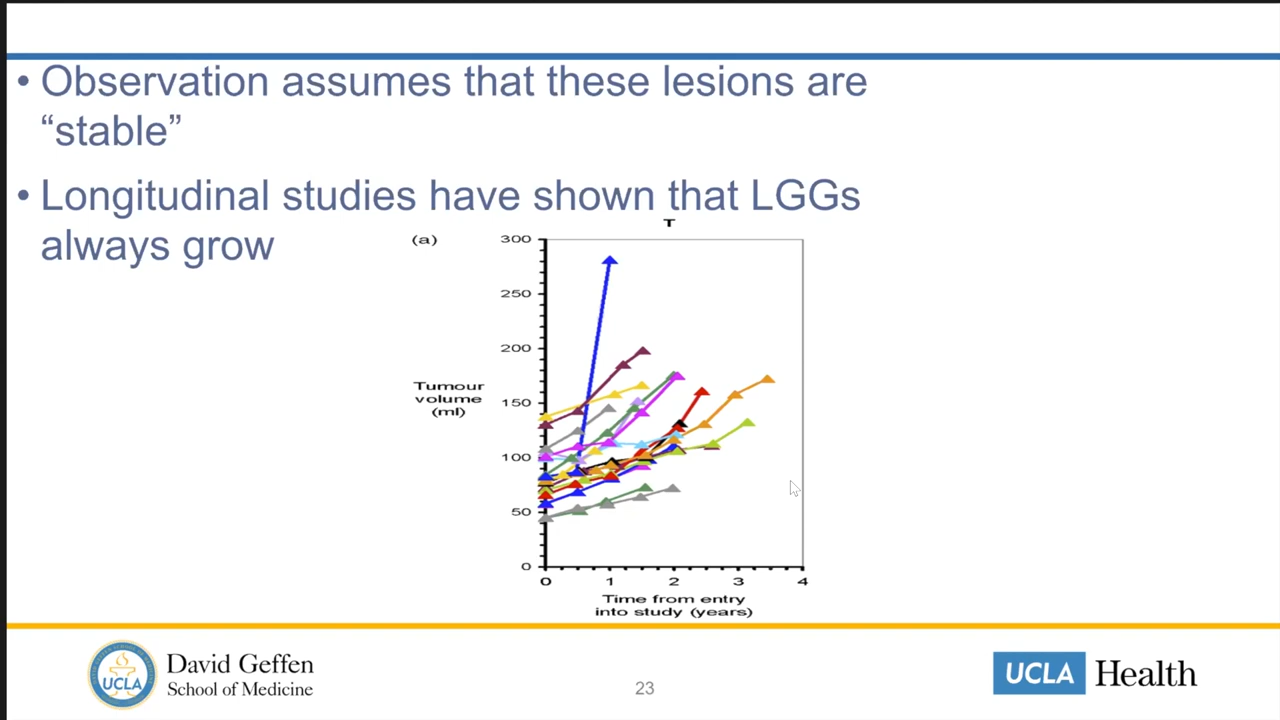 • Observation assumes that these lesions are
“stable”
• Longitudinal studies have shown that LGGs
always grow
T
(a)
300
250
200
150
100
50
0
Tumour
volume
(ml)
0 1 2 3 4
Time from entry
into study (years)
UCLA
David Geffen
School of Medicine
23
UCLA Health